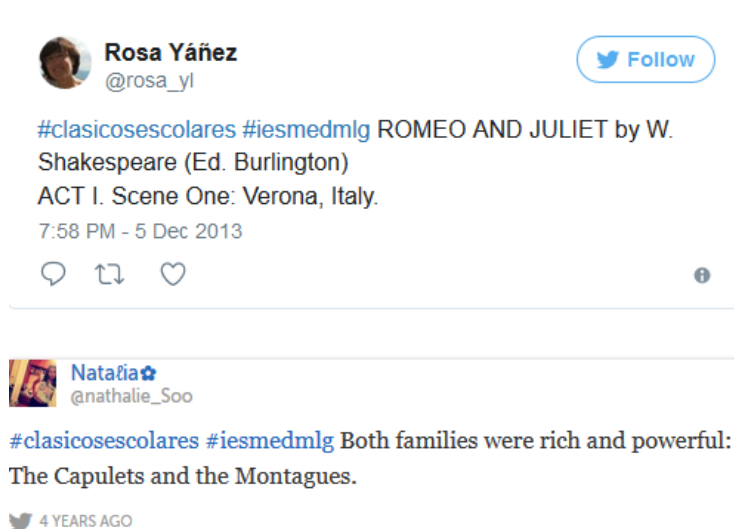 Rosa Yáñez
Follow
@rosa_yl
#clasicosescolares #iesmedmlg ROMEO AND JULIET by W.
Shakespeare (Ed. Burlington)
ACT I. Scene One: Verona, Italy.
7:58 PM - 5 Dec 2013
Natalia✿
@nathalie_Soo
#clasicosescolares #iesmedmlg Both families were rich and powerful:
The Capulets and the Montagues.
4 YEARS AGO